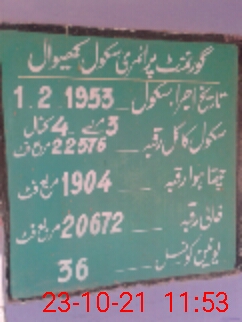 گورنمنٹ پرائمری سکول کھیوال
تاریخ اجراء سکول 1.2.1953
سکول کا کل رقبہ 3 مرلے 4 کنال
22576 مربع فٹ
چھتا ہوا رقبہ 1904 مربع فٹ
خالی رقبہ 20672 مربع فٹ
یونین کونسل 36
23-10-21 11:53